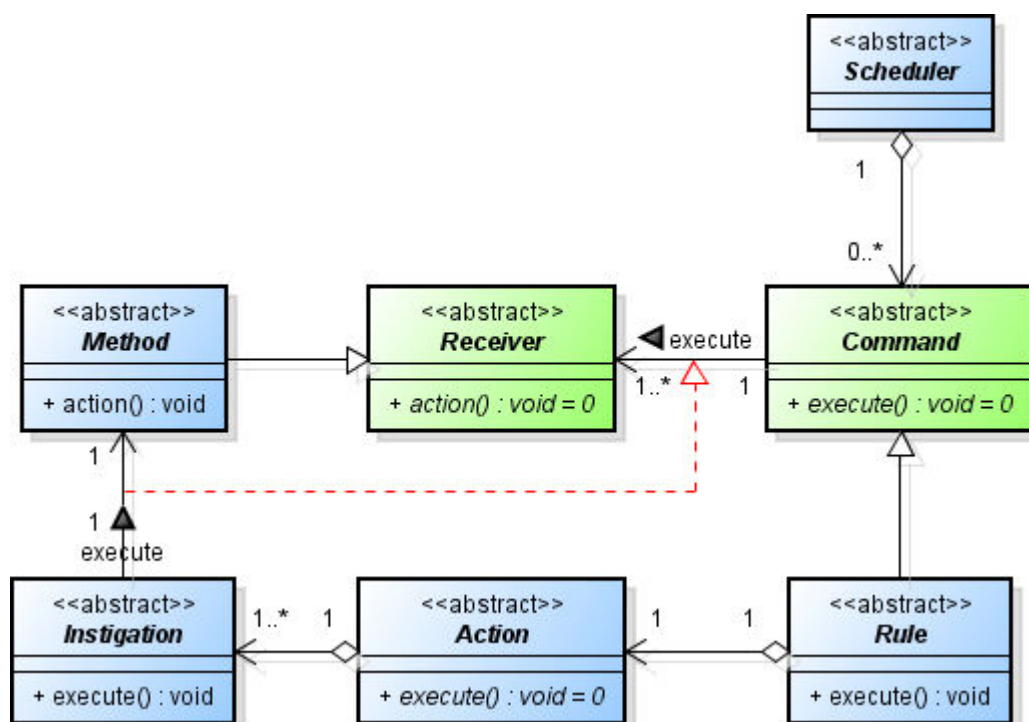 <<abstract>>
Scheduler
1
0..*
<<abstract>>
Method
+ action() : void
<<abstract>>
Receiver
+ action() : void = 0
execute
1..*
1
<<abstract>>
Command
+ execute() : void = 0
1
1
execute
<<abstract>>
Instigation
+ execute() : void
1..*
1
<<abstract>>
Action
+ execute() : void = 0
1
1
<<abstract>>
Rule
+ execute() : void